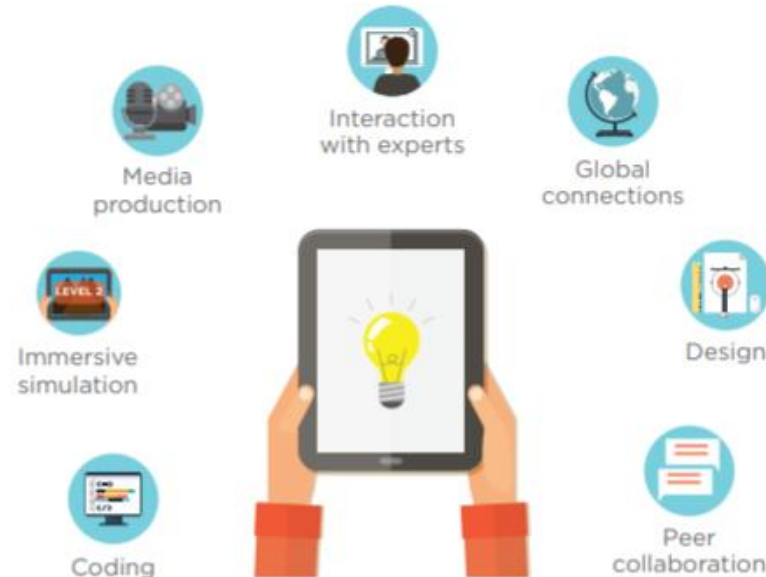 Interaction
with experts
Media
production
Global
connections
LEVEL 2
Immersive
simulation
Design
Coding
Peer
collaboration